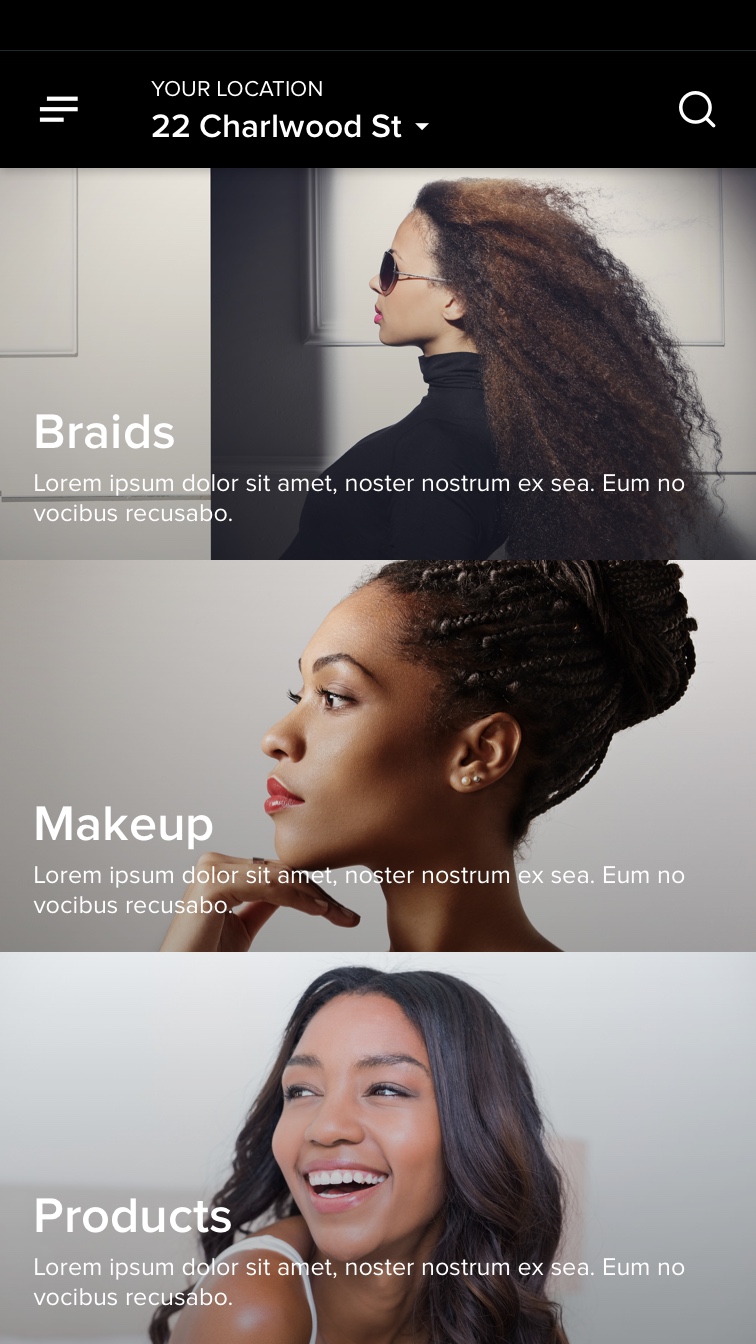 YOUR LOCATION
22 Charlwood St
Braids
Lorem ipsum dolor sit amet, noster nostrum ex sea. Eum no
vocibus recusabo.
Makeup
Lorem ipsum dolor sit amet, noster nostrum ex sea. Eum no
vocibus recusabo.
Products
Lorem ipsum dolor sit amet, noster nostrum ex sea. Eum no
vocibus recusabo.